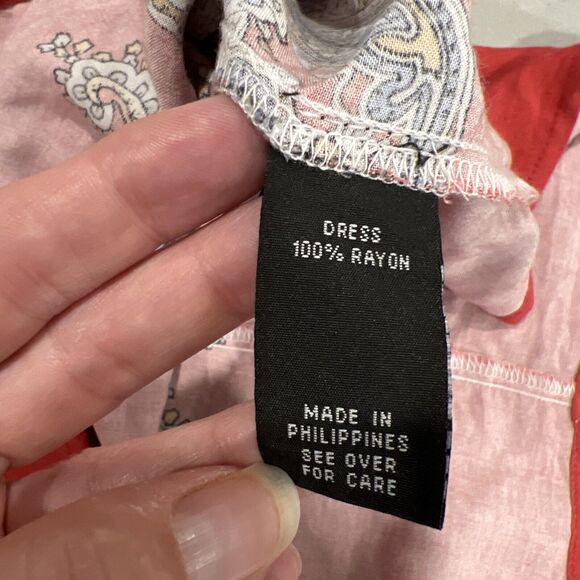 DRESS
100% RAYON
MADE IN
PHILIPPINES
SEE OVER
FOR CARE